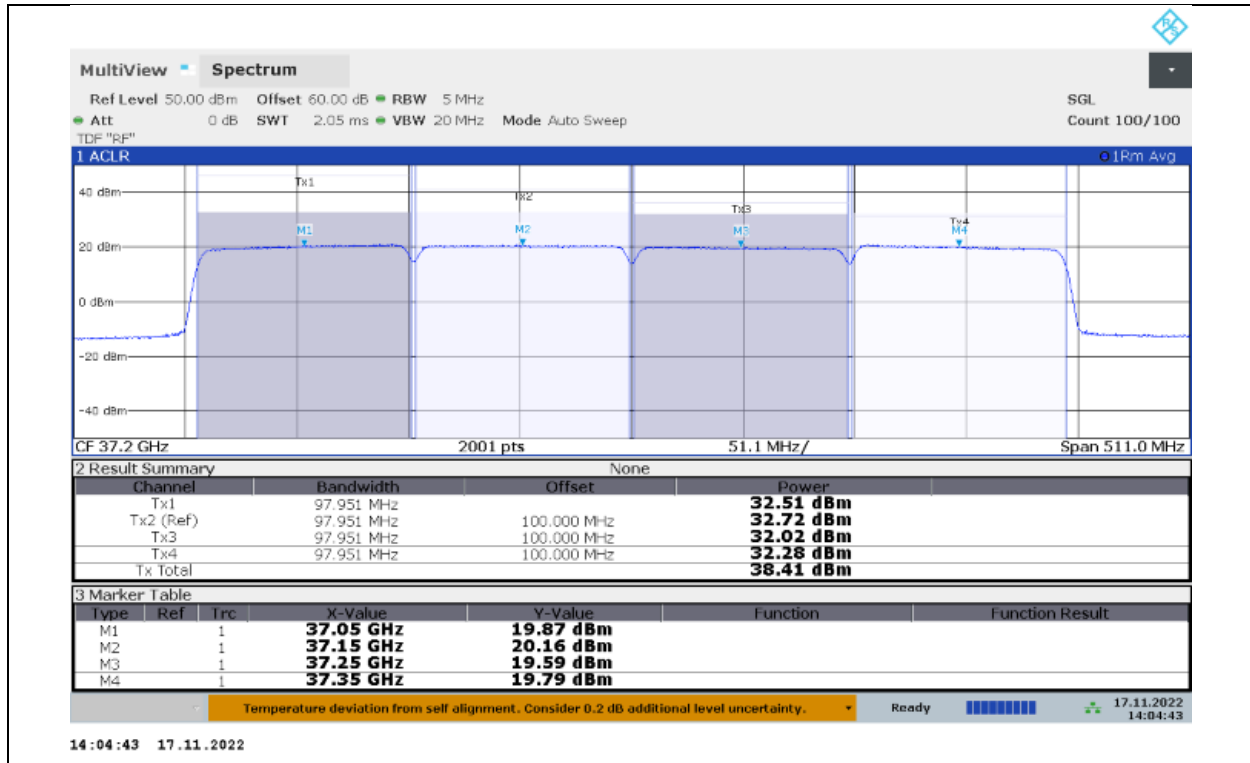 R&S
MultiView Spectrum
Ref Level 50.00 dBm Offset 60.00 dB RBW 5 MHz SGL
Att 0 dB SWT 2.05 ms VBW 20 MHz Mode Auto Sweep Count 100/100
TDF "RF"
1 ACLR 1Rm Avg
40 dBm
Tx1
Tx2
Tx3
Tx4
M1
M2
M3
M4
20 dBm
0 dBm
-20 dBm
-40 dBm
CF 37.2 GHz 2001 pts 51.1 MHz/ Span 511.0 MHz
2 Result Summary None
Channel Bandwidth Offset Power
Tx1 97.951 MHz 32.51 dBm
Tx2 (Ref) 97.951 MHz 100.000 MHz 32.72 dBm
Tx3 97.951 MHz 100.000 MHz 32.02 dBm
Tx4 97.951 MHz 100.000 MHz 32.28 dBm
Tx Total 38.41 dBm
3 Marker Table
Type Ref Trc X-Value Y-Value Function Function Result
M1 1 37.05 GHz 19.87 dBm
M2 1 37.15 GHz 20.16 dBm
M3 1 37.25 GHz 19.59 dBm
M4 1 37.35 GHz 19.79 dBm
Temperature deviation from self alignment. Consider 0.2 dB additional level uncertainty. Ready 17.11.2022
14:04:43
14:04:43 17.11.2022